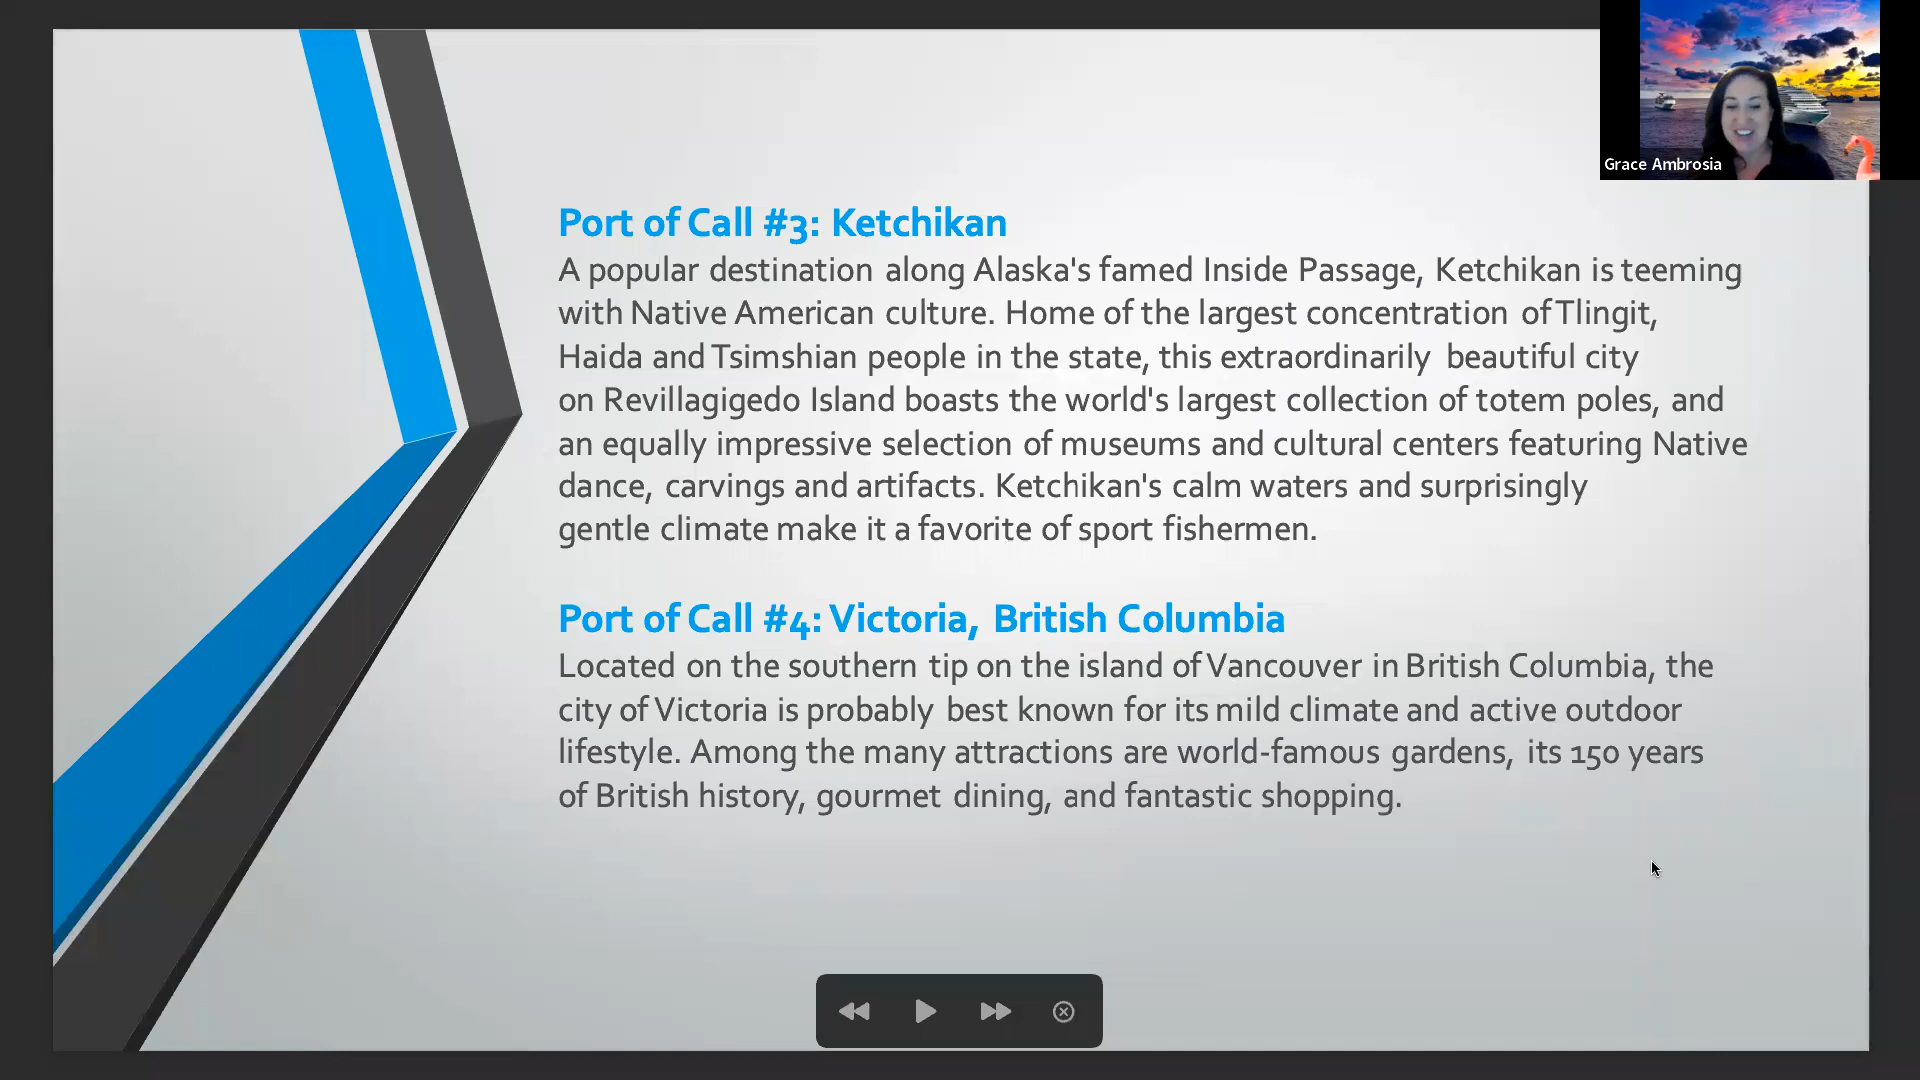 Grace Ambrosia
Port of Call #3: Ketchikan
A popular destination along Alaska's famed Inside Passage, Ketchikan is teeming
with Native American culture. Home of the largest concentration of Tlingit,
Haida and Tsimshian people in the state, this extraordinarily beautiful city
on Revillagigedo Island boasts the world's largest collection of totem poles, and
an equally impressive selection of museums and cultural centers featuring Native
dance, carvings and artifacts. Ketchikan's calm waters and surprisingly
gentle climate make it a favorite of sport fishermen.
Port of Call #4: Victoria, British Columbia
Located on the southern tip on the island of Vancouver in British Columbia, the
city of Victoria is probably best known for its mild climate and active outdoor
lifestyle. Among the many attractions are world-famous gardens, its 150 years
of British history, gourmet dining, and fantastic shopping.